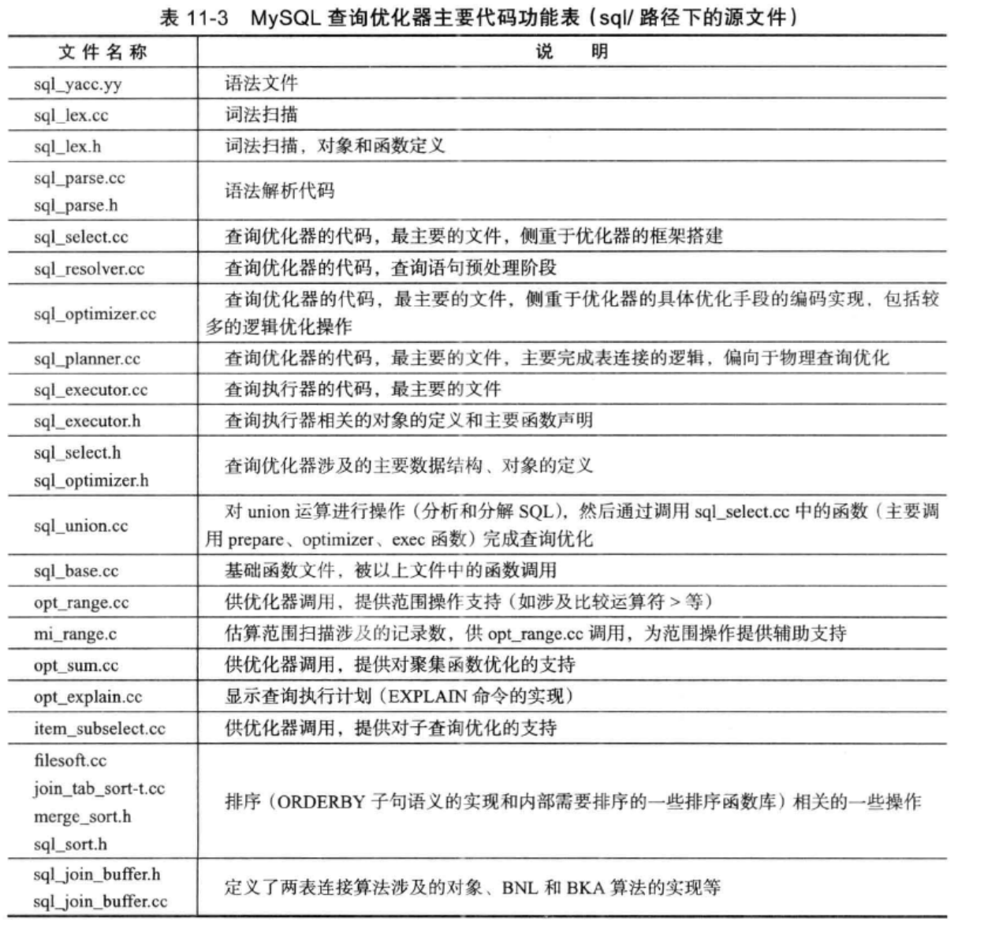 表 11-3 MySQL 查询优化器主要代码功能表（sql/ 路径下的源文件）
文件名称 说 明
sql_yacc.yy 语法文件
sql_lex.cc 词法扫描
sql_lex.h 词法扫描，对象和函数定义
sql_parse.cc
sql_parse.h
语法解析代码
sql_select.cc 查询优化器的代码，最主要的文件，侧重于优化器的框架搭建
sql_resolver.cc 查询优化器的代码，查询语句预处理阶段
sql_optimizer.cc
查询优化器的代码，最主要的文件，侧重于优化器的具体优化手段的编码实现，包括较
多的逻辑优化操作
sql_planner.cc 查询优化器的代码，最主要的文件，主要完成表连接的逻辑，偏向于物理查询优化
sql_executor.cc 查询执行器的代码，最主要的文件
sql_executor.h 查询执行器相关的对象的定义和主要函数声明
sql_select.h
sql_optimizer.h
查询优化器涉及的主要数据结构、对象的定义
sql_union.cc
对 union 运算进行操作（分析和分解 SQL），然后通过调用 sql_select.cc 中的函数（主要调
用 prepare、optimizer、exec 函数）完成查询优化
sql_base.cc 基础函数文件，被以上文件中的函数调用
opt_range.cc 供优化器调用，提供范围操作支持（如涉及比较运算符 > 等）
mi_range.c 估算范围扫描涉及的记录数，供 opt_range.cc 调用，为范围操作提供辅助支持
opt_sum.cc 供优化器调用，提供对聚集函数优化的支持
opt_explain.cc 显示查询执行计划（EXPLAIN 命令的实现）
item_subselect.cc 供优化器调用，提供对子查询优化的支持
filesoft.cc
join_tab_sort-t.cc
merge_sort.h
sql_sort.h
排序（ORDERBY 子句语义的实现和内部需要排序的一些排序函数库）相关的一些操作
sql_join_buffer.h
sql_join_buffer.cc
定义了两表连接算法涉及的对象、BNL 和 BKA 算法的实现等